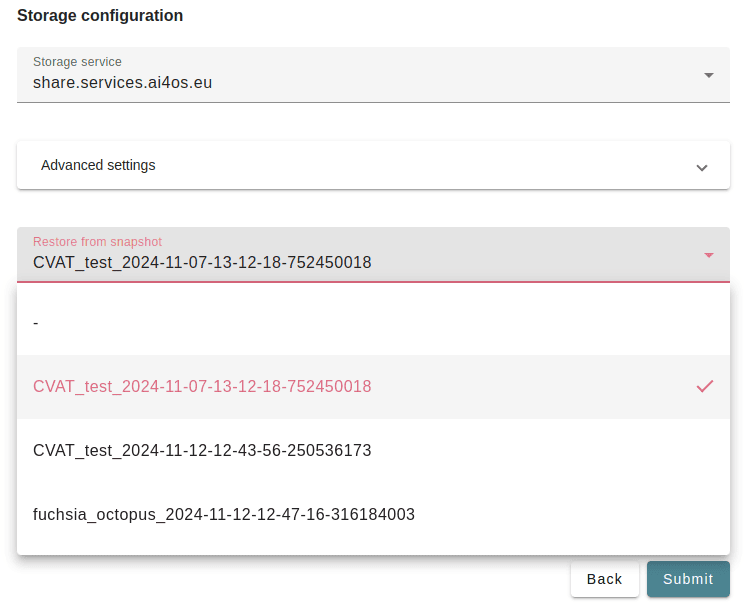 Storage configuration
Storage service
share.services.ai4os.eu
Advanced settings
Restore from snapshot
CVAT_test_2024-11-07-13-12-18-752450018
-
CVAT_test_2024-11-07-13-12-18-752450018
CVAT_test_2024-11-12-12-43-56-250536173
fuchsia_octopus_2024-11-12-12-47-16-316184003
Back Submit